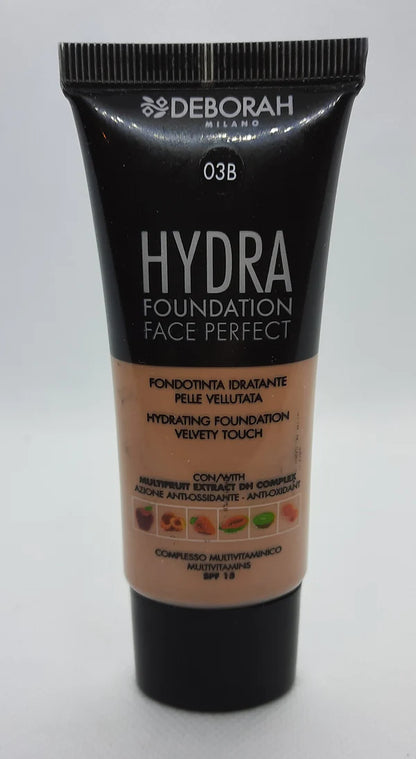 DEBORAH
MILANO
03B
HYDRA
FOUNDATION
FACE PERFECT
FONDOTINTA IDRATANTE
PELLE VELLUTATA
HYDRATING FOUNDATION
VELVETY TOUCH
CON/WITH
MULTIFRUIT EXTRACT DH COMPLEX
AZIONE ANTI-OSSIDANTE - ANTI-OXIDANT
COMPLESSO MULTIVITAMINICO
MULTIVITAMINS
SPF 15